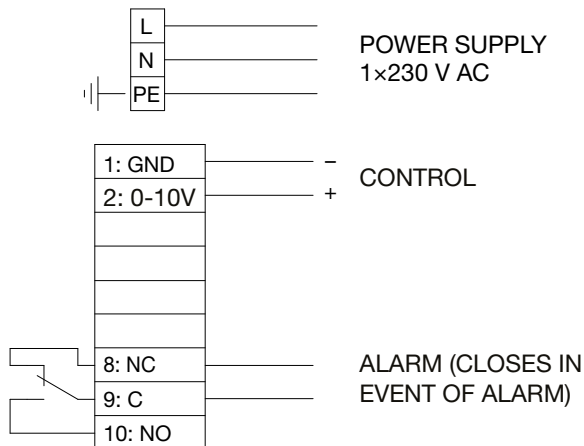 L
N
PE
POWER SUPPLY
1×230 V AC
1: GND
2: 0-10V
−
+
CONTROL
8: NC
9: C
10: NO
ALARM (CLOSES IN
EVENT OF ALARM)